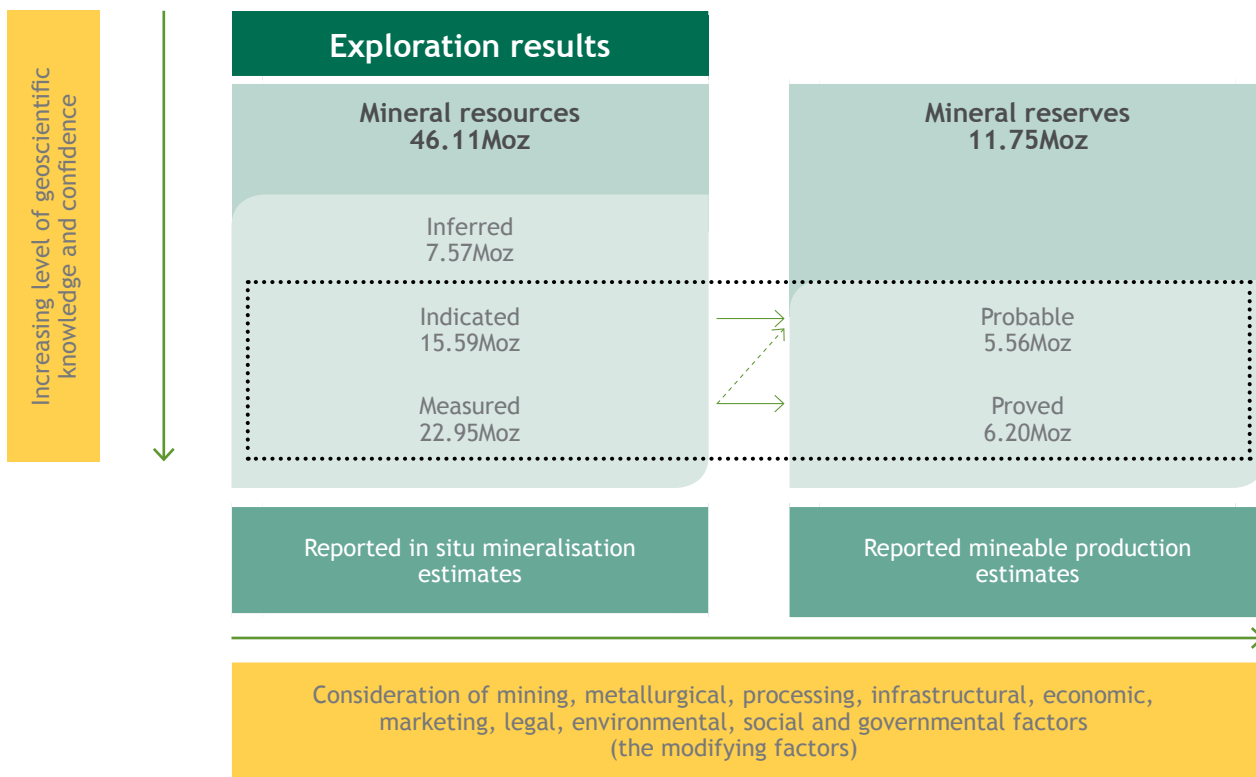 Increasing level of geoscientific
knowledge and confidence
Exploration results
Mineral resources
46.11Moz
Inferred
7.57Moz
Indicated
15.59Moz
Measured
22.95Moz
Reported in situ mineralisation
estimates
Mineral reserves
11.75Moz
Probable
5.56Moz
Proved
6.20Moz
Reported mineable production
estimates
Consideration of mining, metallurgical, processing, infrastructural, economic,
marketing, legal, environmental, social and governmental factors
(the modifying factors)